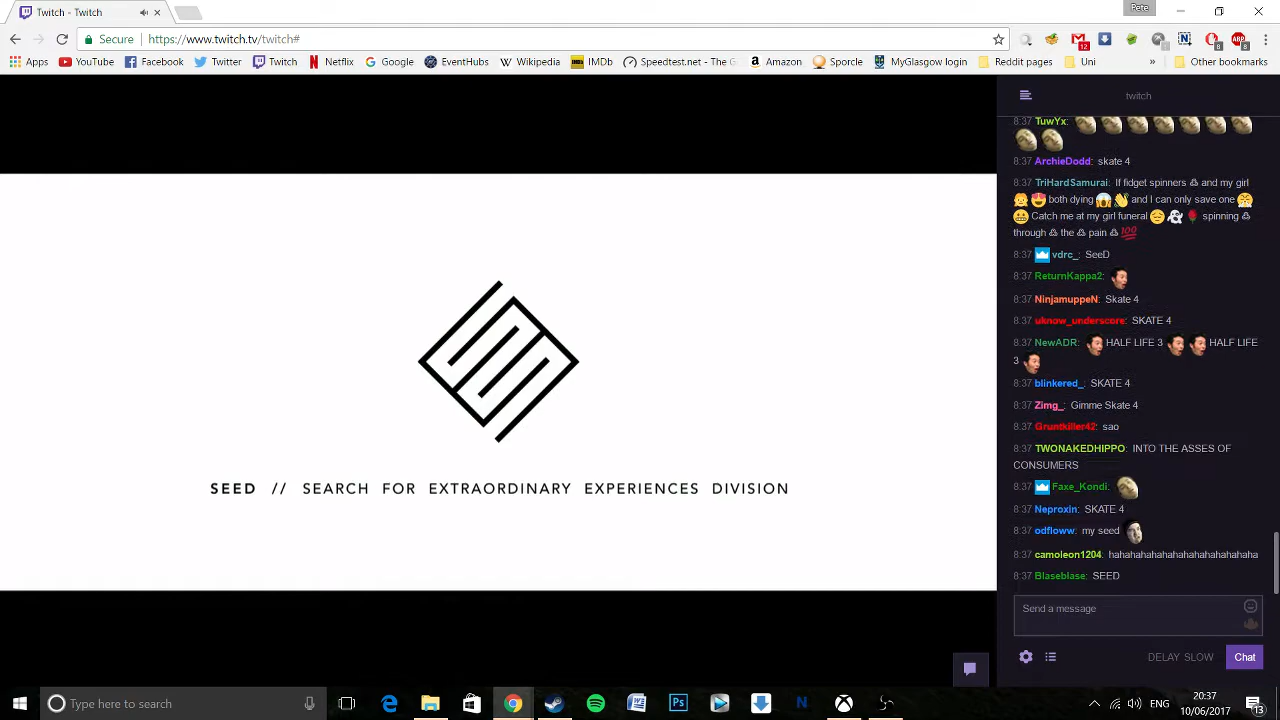 Twitch - Twitch
Pete
Secure https://www.twitch.tv/twitch#
Apps YouTube Facebook Twitter Twitch Netflix Google EventHubs Wikipedia IMDb Speedtest.net - The G Amazon Sporcle MyGlasgow login Reddit pages Uni » Other bookmarks
twitch
8:37 TuwYx:
8:37 ArchieDodd: skate 4
8:37 TriHardSamurai: If fidget spinners and my girl
both dying and I can only save one
Catch me at my girl funeral spinning
through the pain 100
8:37 vdrc_: SeeD
8:37 ReturnKappa2:
8:37 NinjamuppeN: Skate 4
8:37 uknow_underscore: SKATE 4
8:37 NewADR: HALF LIFE 3 HALF LIFE
3
8:37 blinkered_: SKATE 4
8:37 Zimg_: Gimme Skate 4
8:37 Gruntkiller42: sao
8:37 TWONAKEDHIPPO: INTO THE ASSES OF
CONSUMERS
8:37 Faxe_Kondi:
8:37 Neproxin: SKATE 4
8:37 odfloww: my seed
8:37 camoleon1204: hahahahahahahahahahahahaha
8:37 Blaseblase: SEED
Send a message
DELAY SLOW Chat
SEED // SEARCH FOR EXTRAORDINARY EXPERIENCES DIVISION
Type here to search
ENG
20:37
10/06/2017